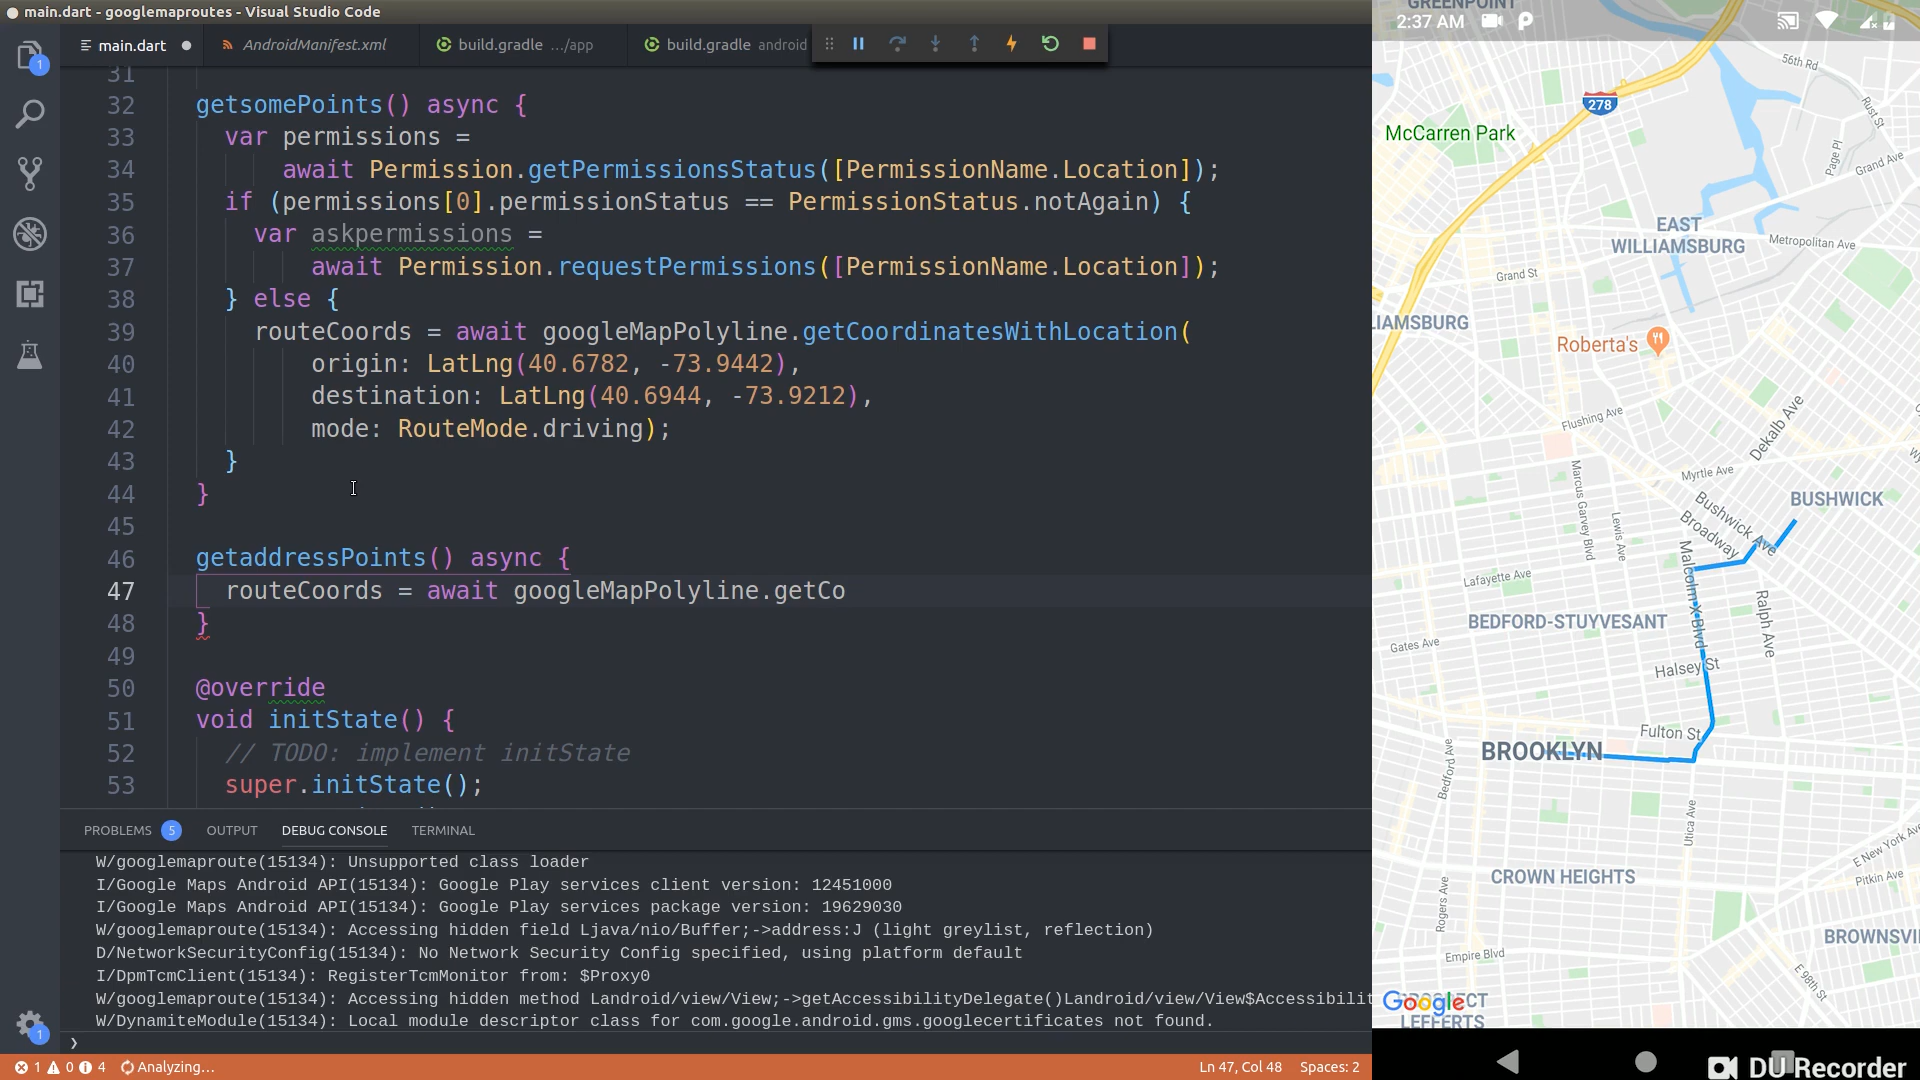 main.dart - googlemaproutes - Visual Studio Code
main.dart
AndroidManifest.xml
build.gradle .../app
build.gradle android
31
32 getsomePoints() async {
33 var permissions =
34 await Permission.getPermissionsStatus([PermissionName.Location]);
35 if (permissions[0].permissionStatus == PermissionStatus.notAgain) {
36 var askpermissions =
37 await Permission.requestPermissions([PermissionName.Location]);
38 } else {
39 routeCoords = await googleMapPolyline.getCoordinatesWithLocation(
40 origin: LatLng(40.6782, -73.9442),
41 destination: LatLng(40.6944, -73.9212),
42 mode: RouteMode.driving);
43 }
44 }
45
46 getaddressPoints() async {
47 routeCoords = await googleMapPolyline.getCo
48 }
49
50 @override
51 void initState() {
52 // TODO: implement initState
53 super.initState();
1
1
PROBLEMS 5 OUTPUT DEBUG CONSOLE TERMINAL
W/googlemaproute(15134): Unsupported class loader
I/Google Maps Android API(15134): Google Play services client version: 12451000
I/Google Maps Android API(15134): Google Play services package version: 19629030
W/googlemaproute(15134): Accessing hidden field Ljava/nio/Buffer;->address:J (light greylist, reflection)
D/NetworkSecurityConfig(15134): No Network Security Config specified, using platform default
I/DpmTcmClient(15134): RegisterTcmMonitor from: $Proxy0
W/googlemaproute(15134): Accessing hidden method Landroid/view/View;->getAccessibilityDelegate()Landroid/view/View$Accessibilit
W/DynamiteModule(15134): Local module descriptor class for com.google.android.gms.googlecertificates not found.
1 0 4 Analyzing...
Ln 47, Col 48 Spaces: 2
GREENPOINT
2:37 AM
56th Rd
278
Rust St
McCarren Park
Page Pl
Grand Ave
EAST
WILLIAMSBURG
Metropolitan Ave
Grand St
LIAMSBURG
Roberta's
Flushing Ave
Dekalb Ave
Myrtle Ave
Marcus Garvey Blvd
Lewis Ave
Bushwick Ave
Broadway
BUSHWICK
Lafayette Ave
Malcolm X Blvd
Ralph Ave
BEDFORD-STUYVESANT
Gates Ave
Halsey St
Fulton St
BROOKLYN
Bedford Ave
Utica Ave
E New York Av
CROWN HEIGHTS
Pitkin Ave
Rogers Ave
BROWNSVI
Empire Blvd
E 98th St
Google
LEFFERTS
DU Recorder